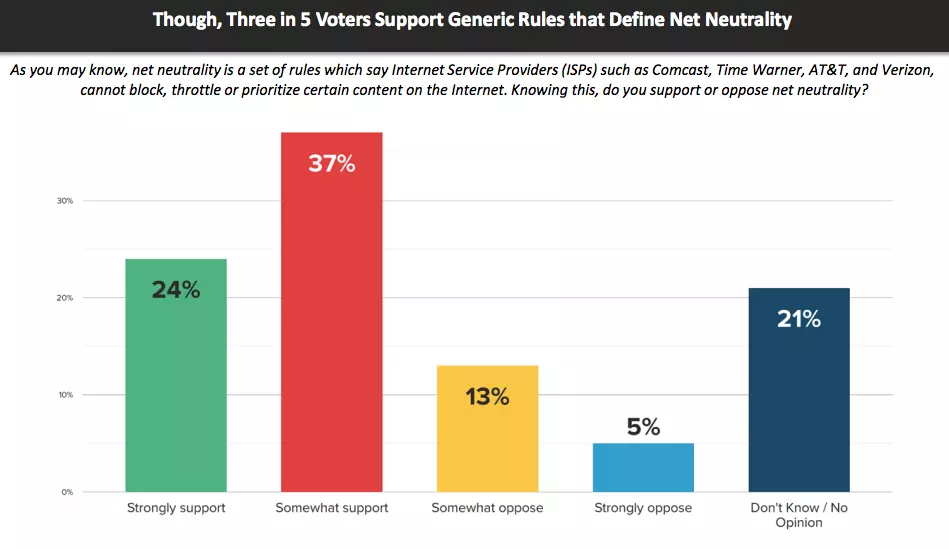 Though, Three in 5 Voters Support Generic Rules that Define Net Neutrality
As you may know, net neutrality is a set of rules which say Internet Service Providers (ISPs) such as Comcast, Time Warner, AT&T, and Verizon,
cannot block, throttle or prioritize certain content on the Internet. Knowing this, do you support or oppose net neutrality?
37%
30%
24%
20%
21%
13%
10%
5%
0%
Strongly support
Somewhat support
Somewhat oppose
Strongly oppose
Don't Know / No
Opinion